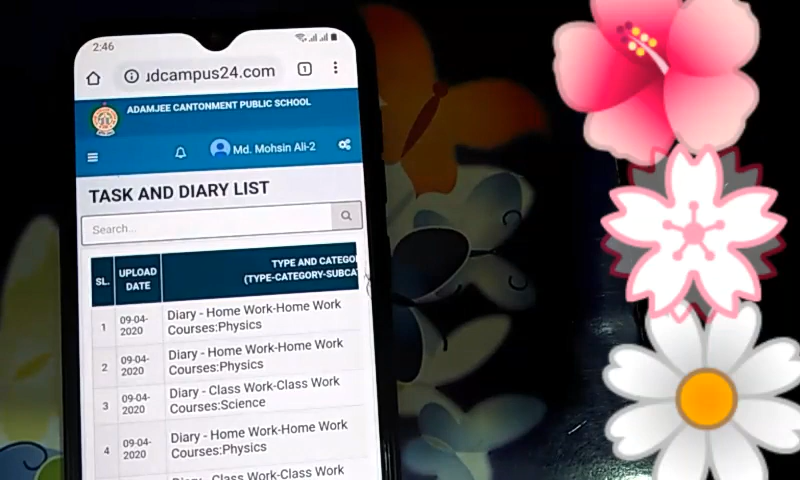 2:46
udcampus24.com
1
ADAMJEE CANTONMENT PUBLIC SCHOOL
Md. Mohsin Ali-2
TASK AND DIARY LIST
Search...
SL.
UPLOAD
DATE
TYPE AND CATEGO
(TYPE-CATEGORY-SUBCAT
1
09-04-
2020
Diary - Home Work-Home Work
Courses:Physics
2
09-04-
2020
Diary - Home Work-Home Work
Courses:Physics
3
09-04-
2020
Diary - Class Work-Class Work
Courses:Science
4
09-04-
2020
Diary - Home Work-Home Work
Courses:Physics
Diary - Class Work-Class Work